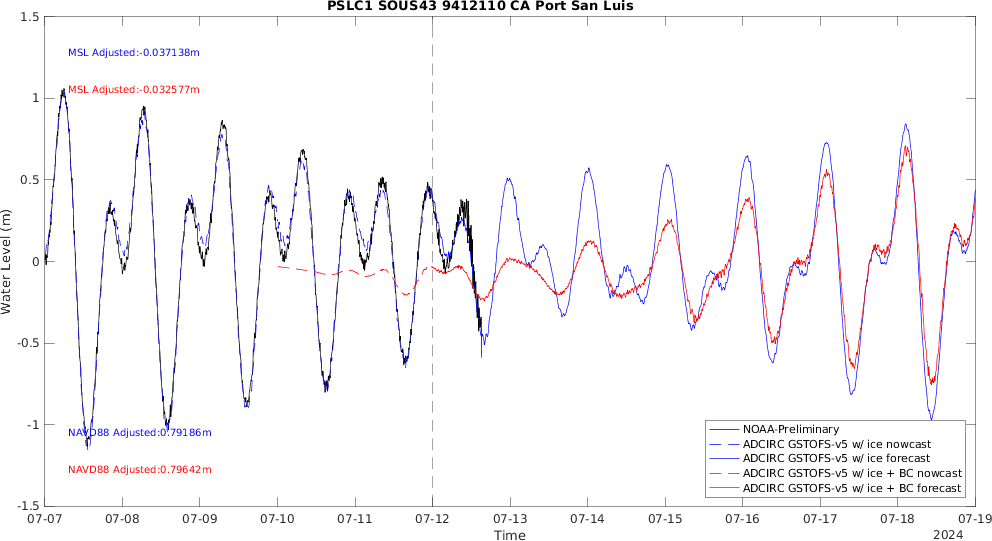 PSLC1 SOUS43 9412110 CA Port San Luis
1.5
1
0.5
0
-0.5
-1
-1.5
Water Level (m)
MSL Adjusted:-0.037138m
MSL Adjusted:-0.032577m
NAVD88 Adjusted:0.79186m
NAVD88 Adjusted:0.79642m
NOAA-Preliminary
ADCIRC GSTOFS-v5 w/ ice nowcast
ADCIRC GSTOFS-v5 w/ ice forecast
ADCIRC GSTOFS-v5 w/ ice + BC nowcast
ADCIRC GSTOFS-v5 w/ ice + BC forecast
07-07 07-08 07-09 07-10 07-11 07-12 07-13 07-14 07-15 07-16 07-17 07-18 07-19
Time
2024